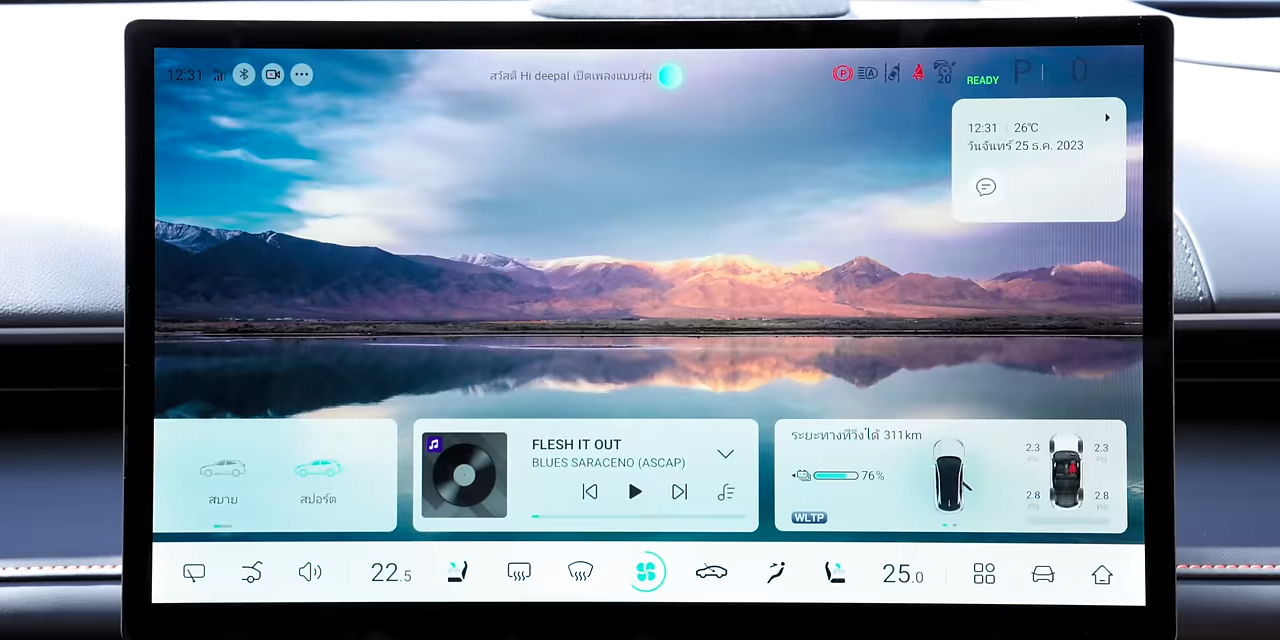 12:31
สวัสดี Hi deepal เปิดเพลงแบบสุ่ม
P
A
20
READY
P
0
12:31 26℃
วันจันทร์ 25 ธ.ค. 2023
สบาย
สปอร์ต
FLESH IT OUT
BLUES SARACENO (ASCAP)
ระยะทางที่วิ่งได้ 311km
76%
WLTP
2.3
2.3
2.8
2.8
22.5
25.0